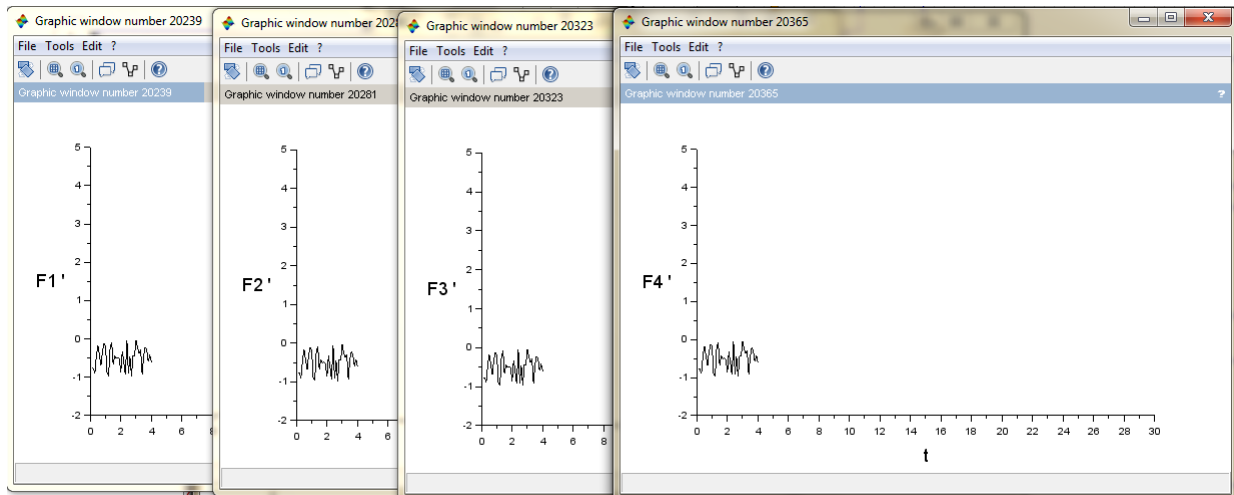 Graphic window number 20239
File Tools Edit ?
Graphic window number 20239
5
4
3
2
1
0
-1
-2
F1 '
0 2 4 6 8
Graphic window number 2028
File Tools Edit ?
Graphic window number 20281
5
4
3
2
1
0
-1
-2
F2 '
0 2 4 6
Graphic window number 20323
File Tools Edit ?
Graphic window number 20323
5
4
3
2
1
0
-1
-2
F3 '
0 2 4 6 8
Graphic window number 20365
File Tools Edit ?
Graphic window number 20365 ?
5
4
3
2
1
0
-1
-2
F4 '
0 2 4 6 8 10 12 14 16 18 20 22 24 26 28 30
t